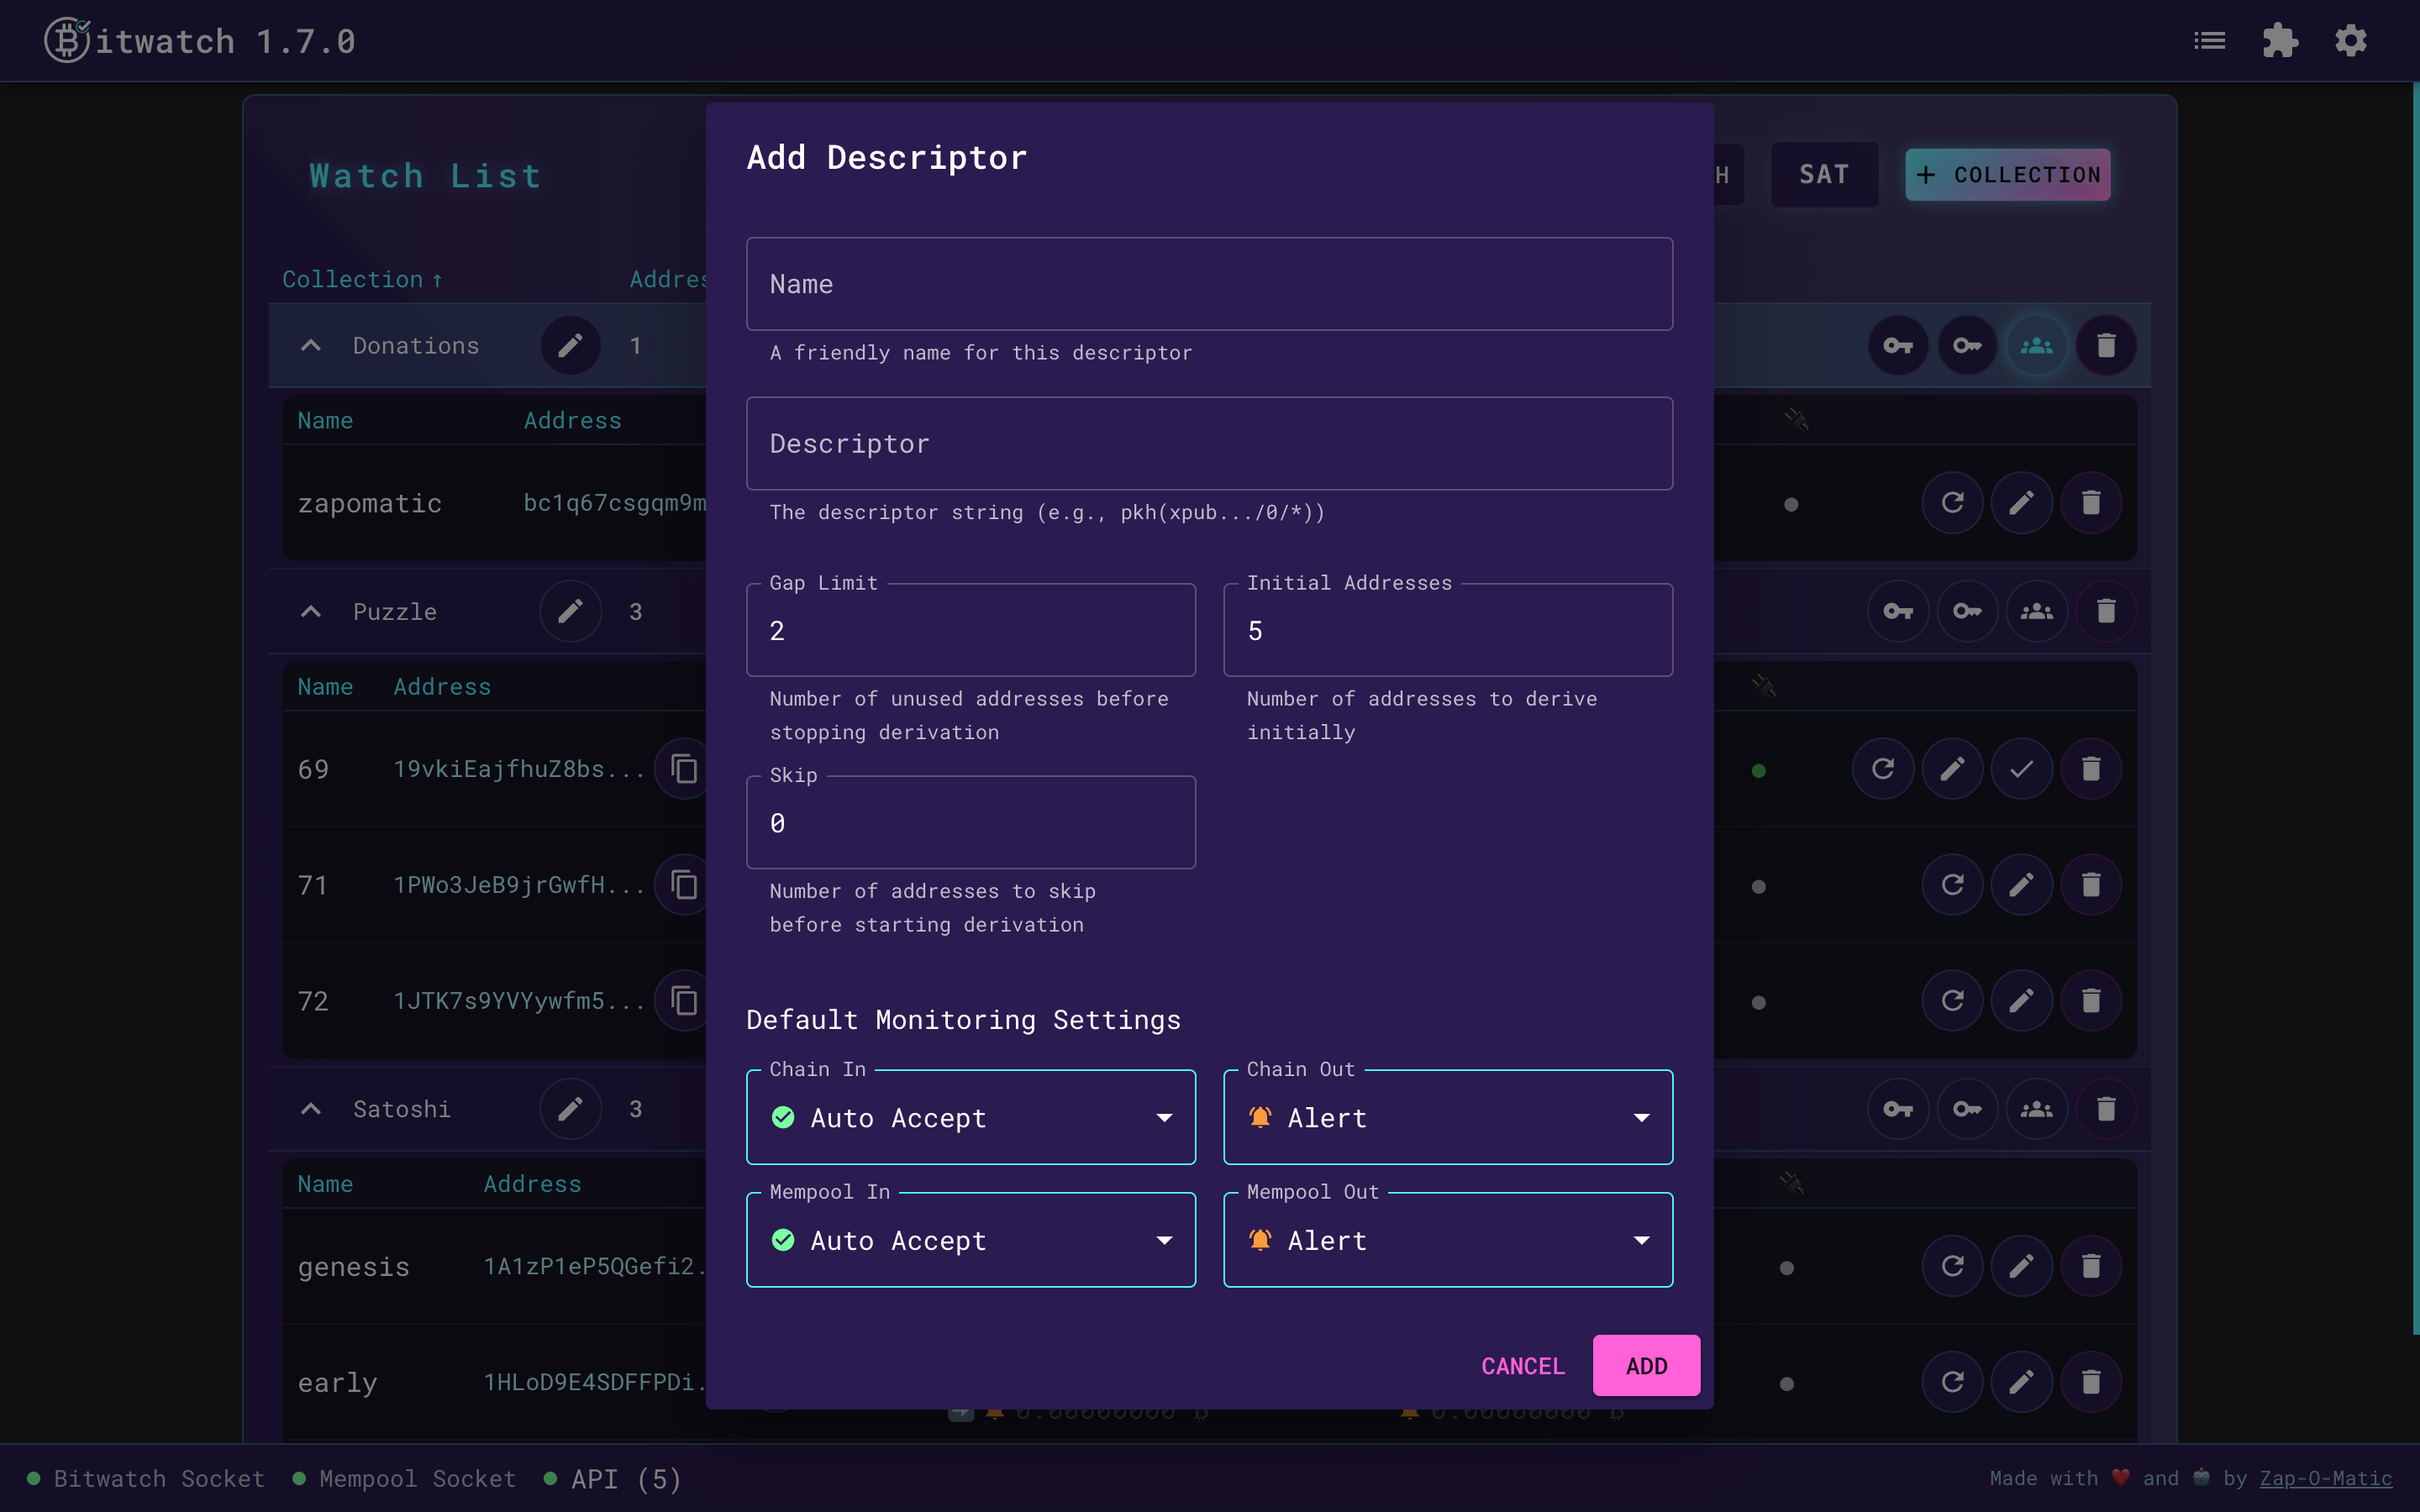 itwatch 1.7.0
Watch List
SAT
+ COLLECTION
Collection ↑
Donations
1
Name
Address
zapomatic
bc1q67csgqm9m
Puzzle
3
Name
Address
69
19vkiEajfhuZ8bs...
71
1PWo3JeB9jrGwfH...
72
1JTK7s9YVYywfm5...
Satoshi
3
Name
Address
genesis
1A1zP1eP5QGefi2.
early
1HLoD9E4SDFFPDi.
Add Descriptor
Name
A friendly name for this descriptor
Descriptor
The descriptor string (e.g., pkh(xpub.../0/*))
Gap Limit
2
Number of unused addresses before
stopping derivation
Initial Addresses
5
Number of addresses to derive
initially
Skip
0
Number of addresses to skip
before starting derivation
Default Monitoring Settings
Chain In
Auto Accept
Chain Out
Alert
Mempool In
Auto Accept
Mempool Out
Alert
CANCEL
ADD
Bitwatch Socket
Mempool Socket
API (5)
Made with ❤️ and 🤖 by Zap-O-Matic